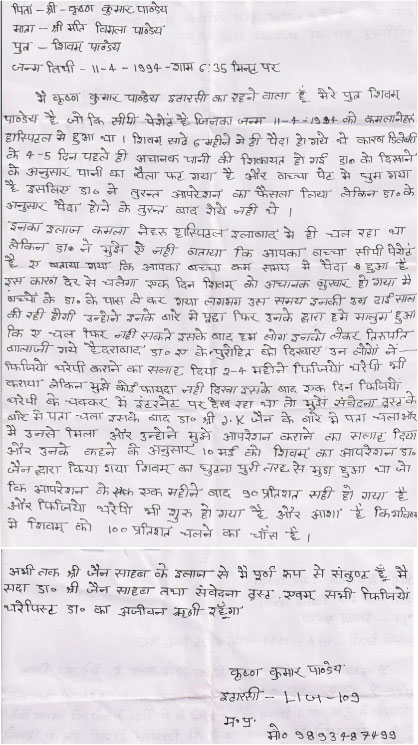 पिता - श्री - कृष्णा कुमार पाण्डेय
माता - श्री मति विमला पाण्डेय
पुत्र - शिवम् पाण्डेय
जन्म तिथी - 11-4-1994 - शाम 6:35 मिनट पर
मै कृष्णा कुमार पाण्डेय इटारसी का रहने वाला हूँ मेरे पुत्र शिवम्
पाण्डेय है जो कि सीपी पेशेंट है जिनका जन्म 11-4-1994 को कमलानेहरु
हास्पिटल मे हुआ था । शिवम् साढे 6 महीने मे ही पैदा हो गये थे कारण डिलेवरी
के 4-5 दिन पहले ही अचानक पानी की शिकायत हो गई डा० को दिखाने
के अनुसार पानी का थैला फट गया है और बच्चा पेट मे घुम गया
है इसलिए डा० ने तुरन्त आपरेशन का फैसला लिया लेकिन डा० के
अनुसार पैदा होने के तुरन्त बाद रोये नही थे ।
इनका इलाज कमला नेहरु हास्पिटल इलाबाद मे ही चल रहा था
लेकिन डा० ने मुझे ए नही बताया कि आपका बच्चा सीपी पेशेंट
है ए बताया गया कि आपका बच्चा कम समय मे पैदा हुआ है
इस कारण देर से चलेगा एक दिन शिवम् को अचानक बुखार हो गया मै
बच्चो के डा० के पास ले कर गया लगभग उस समय इनकी उम्र ढाई साल
की रही होगी उन्होने इनके बारे मे पूछा फिर उनके द्वारा हमे मालुम हुआ
कि ए चल फिर नही सकते इसके बाद हम लोग इनको लेकर तिरुपति
बालाजी गये हैदराबाद डा० ए के पुरोहित को दिखाए उन लोगो ने
फिजियो थेरेपी कराने का सलाह दिया 2-4 महीने फिजियो थेरेपी भी
कराया लेकिन मुझे कोई फायदा नही दिखा इसके बाद एक दिन फिजियो
थेरेपी के चक्कर मे इंटरनेट पर देख रहा था तो मुझे संवेदना ट्रस्ट के
बारे मे पता चला इसके बाद डा० श्री J.K जैन के बारे मे पता चला और
मै उनसे मिला और उन्होने मुझे आपरेशन कराने का सलाह दिया
और उनके कहने के अनुसार 10 मई को शिवम् का आपरेशन डा०
जैन द्वारा किया गया शिवम् का घुटना पुरी तरह से मुडा हुआ था जो
कि आपरेशन के एक महीने बाद 90 प्रतिशत सही हो गया है
और फिजियो थेरेपी भी शुरु हो गया है और आशा है कि भविष्य
मे शिवम् को 100 प्रतिशत चलने का चाँस है ।
अभी तक श्री जैन साहबा के इलाज से मै पूर्ण रुप से संतुष्ट हूँ मै
सदा डा० श्री जैन साहबा तथा संवेदना ट्रस्ट एवम् सभी फिजियो
थेरेपिस्ट डा० का अजीवन ऋणी रहूँगा
कृष्णा कुमार पाण्डेय
इटारसी - LIG-109
म० प्र०
मो० 9893487499